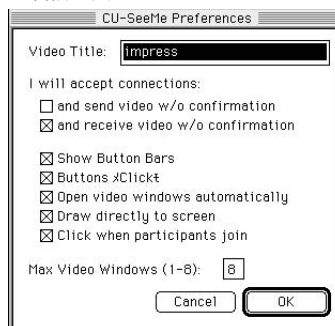 CU-SeeMe Preferences
Video Title: impress
I will accept connections:
and send video w/o confirmation
and receive video w/o confirmation
Show Button Bars
Buttons
Open video windows automatically
Draw directly to screen
Click when participants join
Max Video Windows (1-8): 8
Cancel OK